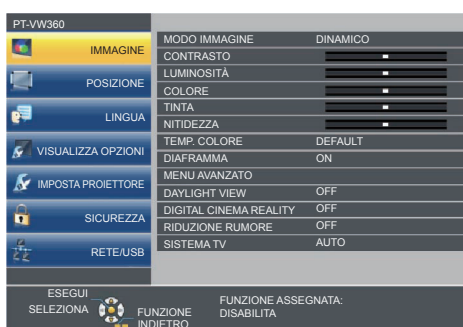 PT-VW360
IMMAGINE
POSIZIONE
LINGUA
VISUALIZZA OPZIONI
IMPOSTA PROIETTORE
SICUREZZA
RETE/USB
MODO IMMAGINE DINAMICO
CONTRASTO
LUMINOSITÀ
COLORE
TINTA
NITIDEZZA
TEMP. COLORE DEFAULT
DIAFRAMMA ON
MENU AVANZATO
DAYLIGHT VIEW OFF
DIGITAL CINEMA REALITY OFF
RIDUZIONE RUMORE OFF
SISTEMA TV AUTO
ESEGUI
SELEZIONA
FUNZIONE
INDIETRO
FUNZIONE ASSEGNATA:
DISABILITA